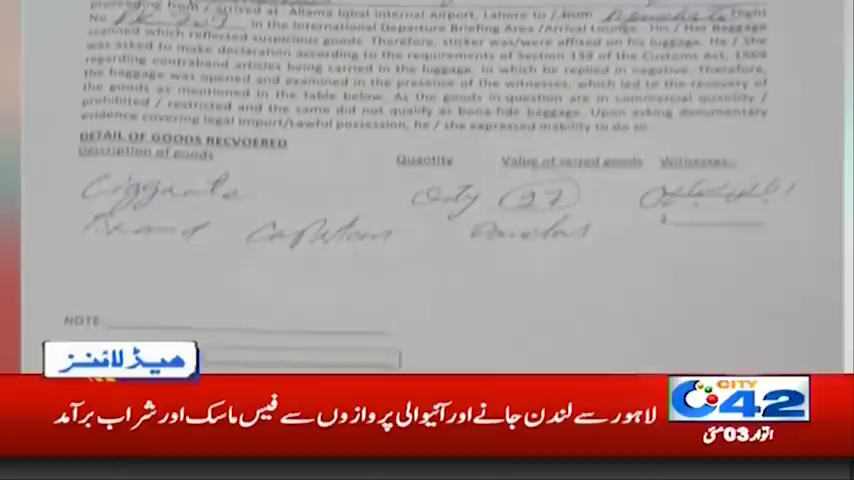 proceeding from / arrived at Allama Iqbal Internal Airport, Lahore to / from Flight
No in the International Departure Briefing Area /Arrival Lounge. His / Her Baggage
scanned which reflected suspicious goods. Therefore, sticker was/were affixed on his luggage. He / She
was asked to make declaration according to the requirements of Section 139 of the Customs Act, 1969
regarding contraband articles being carried in the luggage. In which be replied in negative. Therefore,
the baggage was opened and examined in the presence of the witnesses, which led to the recovery of
the goods as mentioned in the table below. As the goods in question are in commercial quantity /
prohibited / restricted and the same did not qualify as bona-fide baggage. Upon asking documentary
evidence covering legal import/Lawful possession, he / she expressed inability to do so.
DETAIL OF GOODS RECVOERED
Description of goods Quantity Value of seized goods Witnesses.
Qty 27
Brand
NOTE
ہیڈ لائنز
لاہور سے لندن جانے اور آنیوالی پروازوں سے فیس ماسک اور شراب برآمد
CITY
42
اتوار 03 مئی